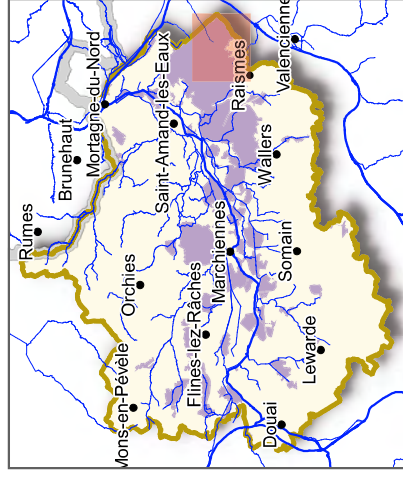 Rumes
Brunehaut
Mortagne-du-Nord
Saint-Amand-les-Eaux
Raismes
Valencienne
Wallers
Orchies
Flines-lez-Râches
Marchiennes
Somain
Mons-en-Pévèle
Lewarde
Douai